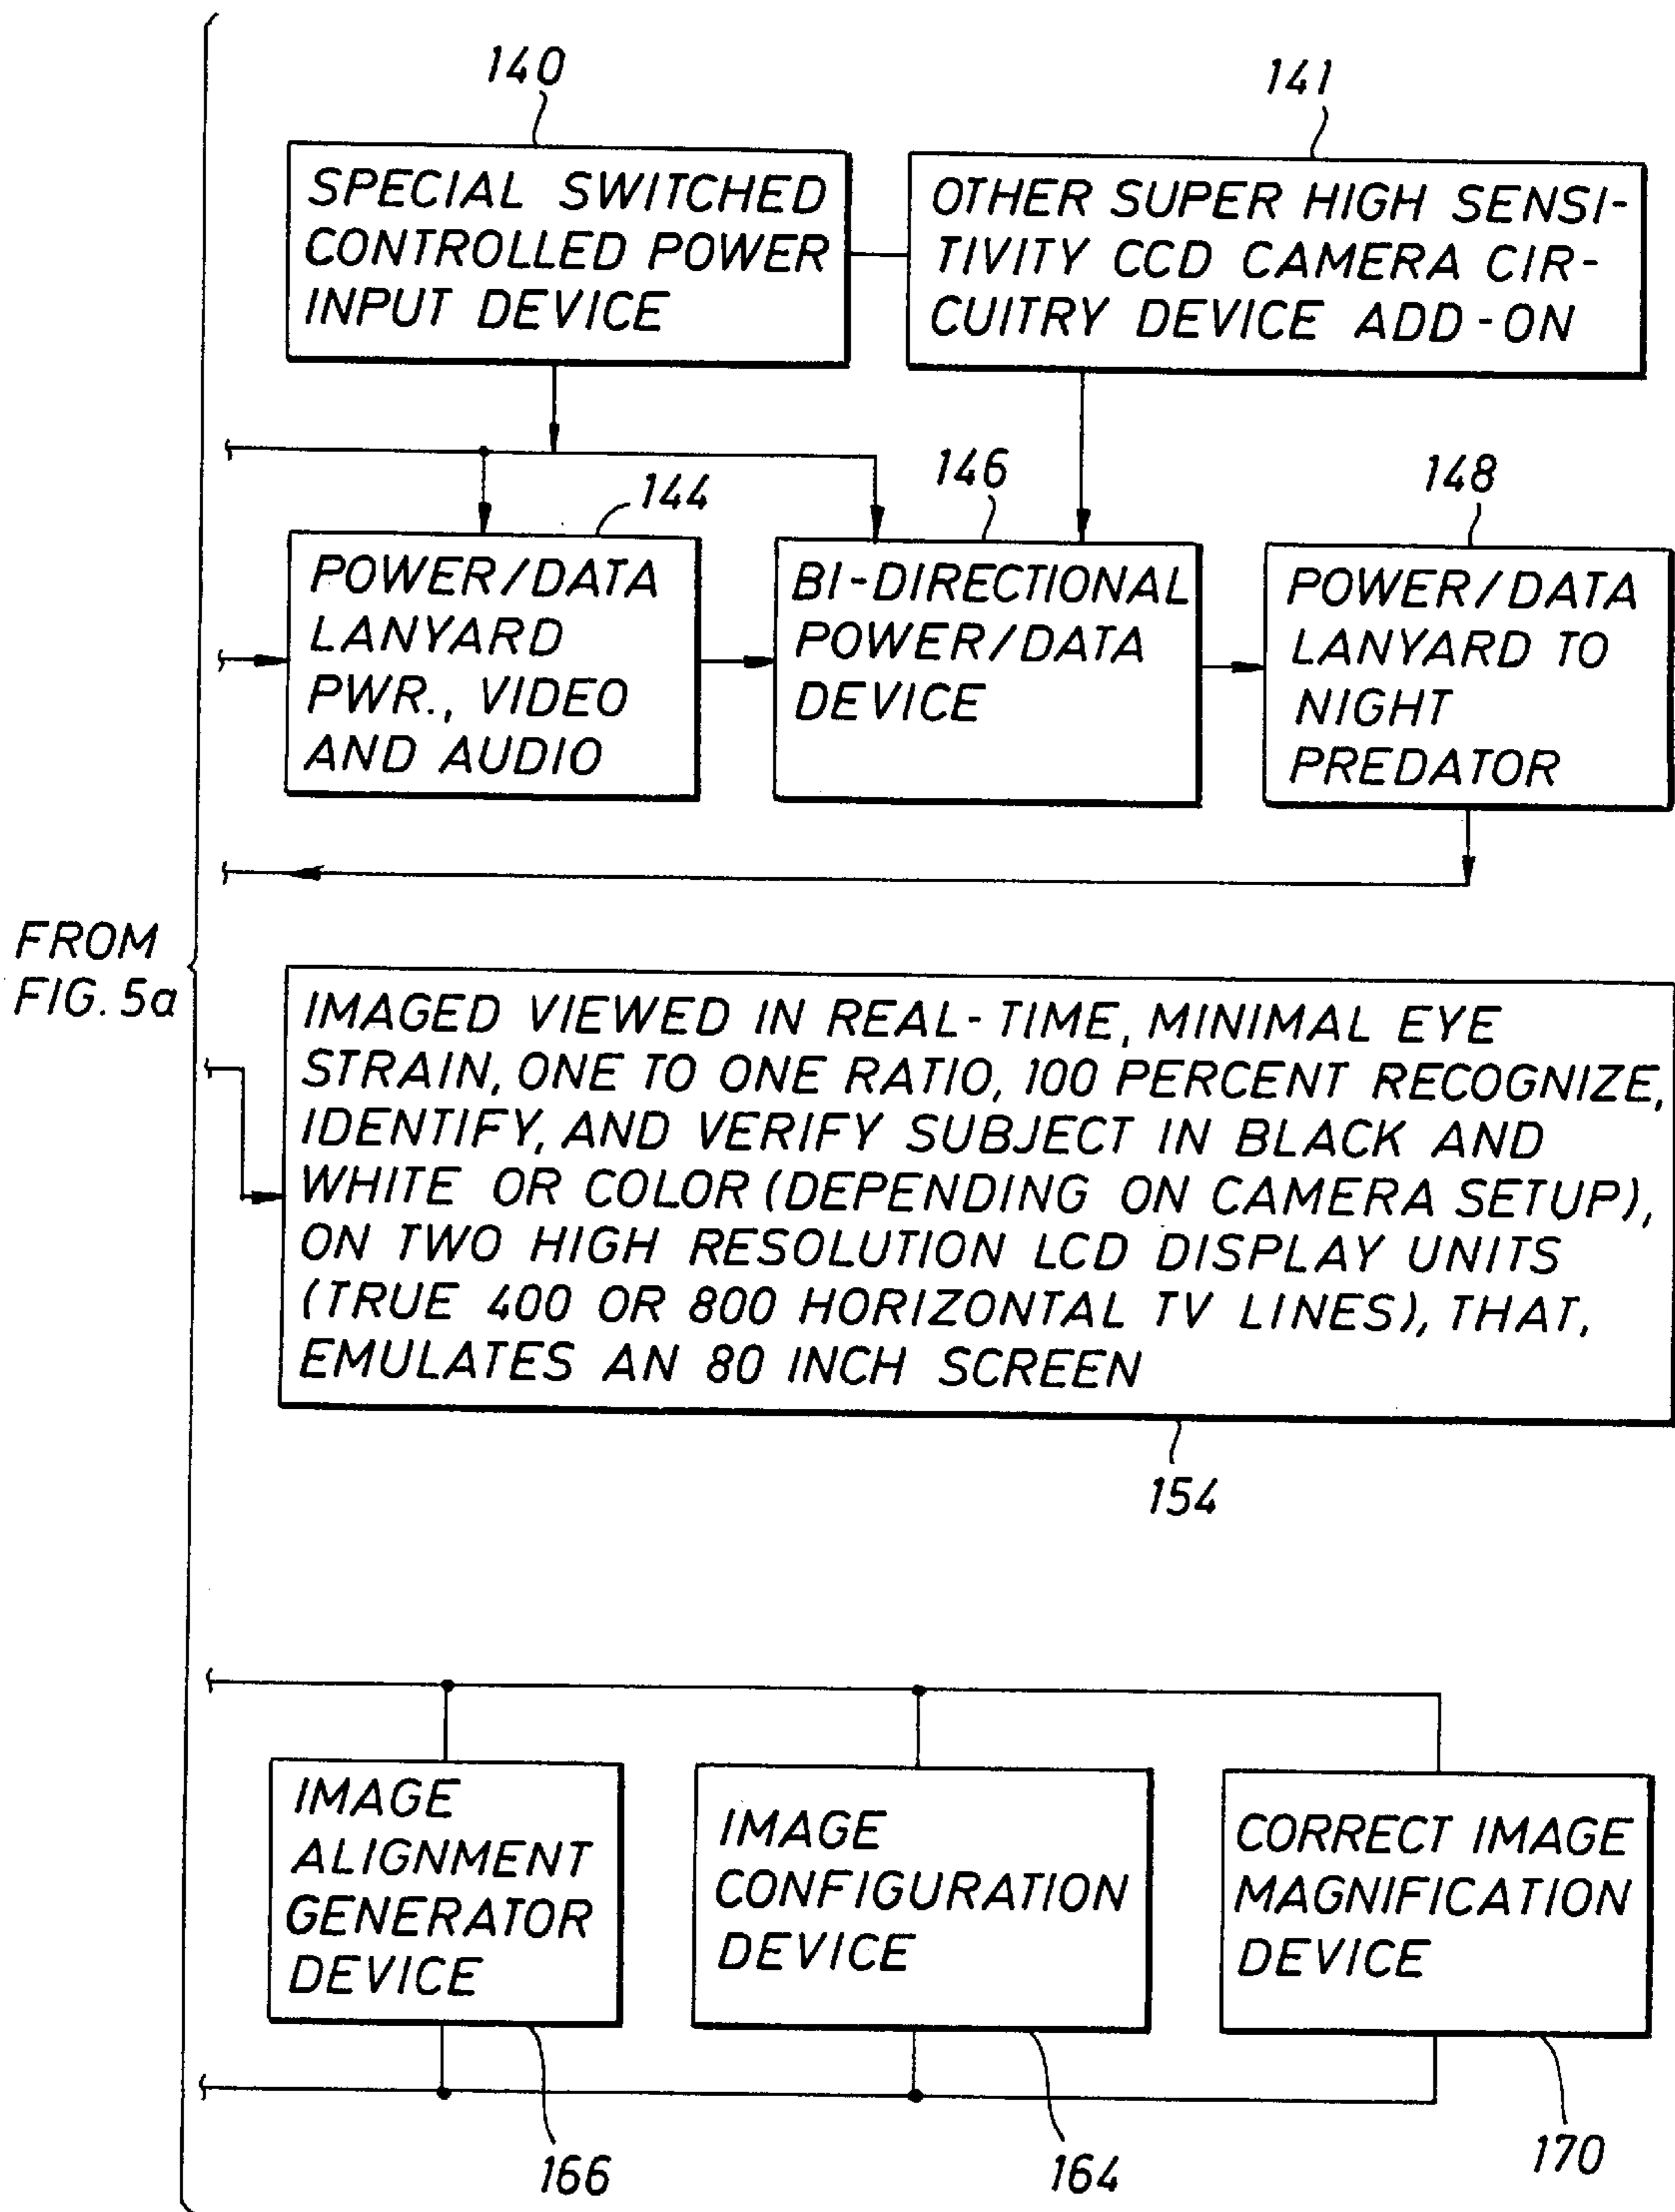 140
141
SPECIAL SWITCHED
CONTROLLED POWER
INPUT DEVICE
OTHER SUPER HIGH SENSI-
TIVITY CCD CAMERA CIR-
CUITRY DEVICE ADD-ON
144
146
148
POWER/DATA
LANYARD
PWR., VIDEO
AND AUDIO
BI-DIRECTIONAL
POWER/DATA
DEVICE
POWER/DATA
LANYARD TO
NIGHT
PREDATOR
FROM
FIG. 5a
IMAGED VIEWED IN REAL-TIME, MINIMAL EYE
STRAIN, ONE TO ONE RATIO, 100 PERCENT RECOGNIZE,
IDENTIFY, AND VERIFY SUBJECT IN BLACK AND
WHITE OR COLOR (DEPENDING ON CAMERA SETUP),
ON TWO HIGH RESOLUTION LCD DISPLAY UNITS
(TRUE 400 OR 800 HORIZONTAL TV LINES), THAT,
EMULATES AN 80 INCH SCREEN
154
IMAGE
ALIGNMENT
GENERATOR
DEVICE
IMAGE
CONFIGURATION
DEVICE
CORRECT IMAGE
MAGNIFICATION
DEVICE
166
164
170